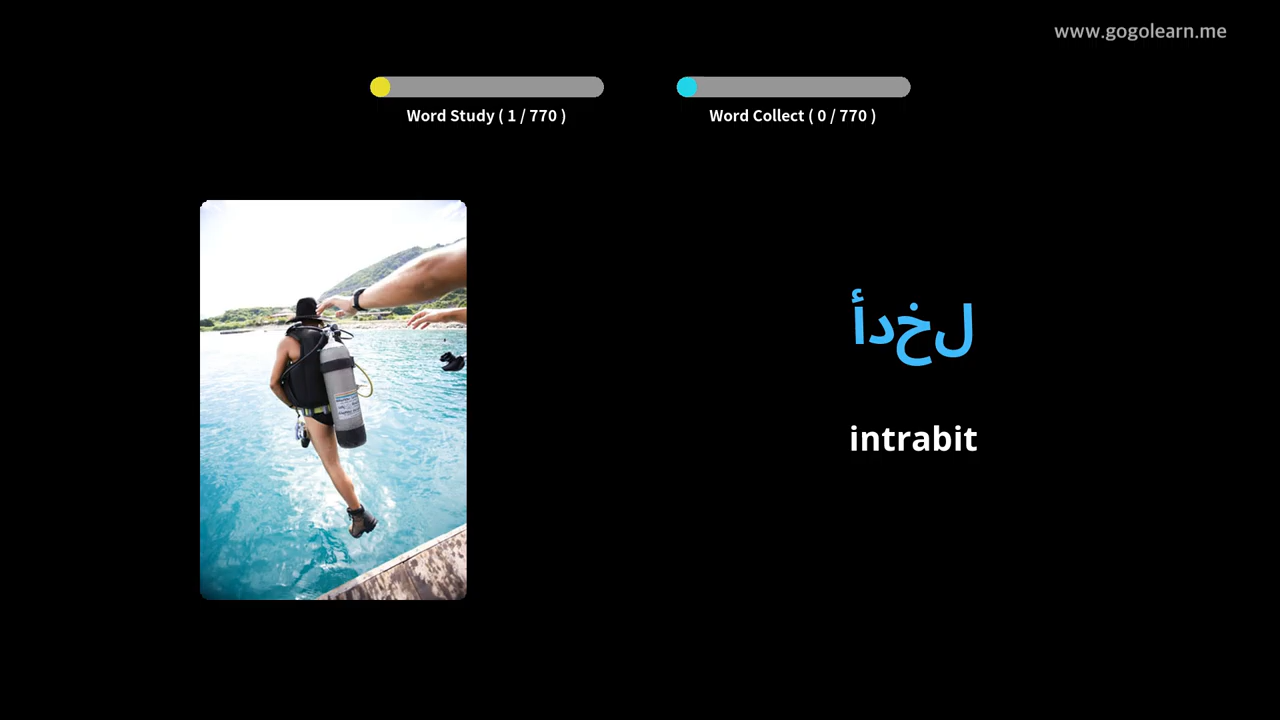 www.gogolearn.me
Word Study ( 1 / 770 )
Word Collect ( 0 / 770 )
أدخل
intrabit